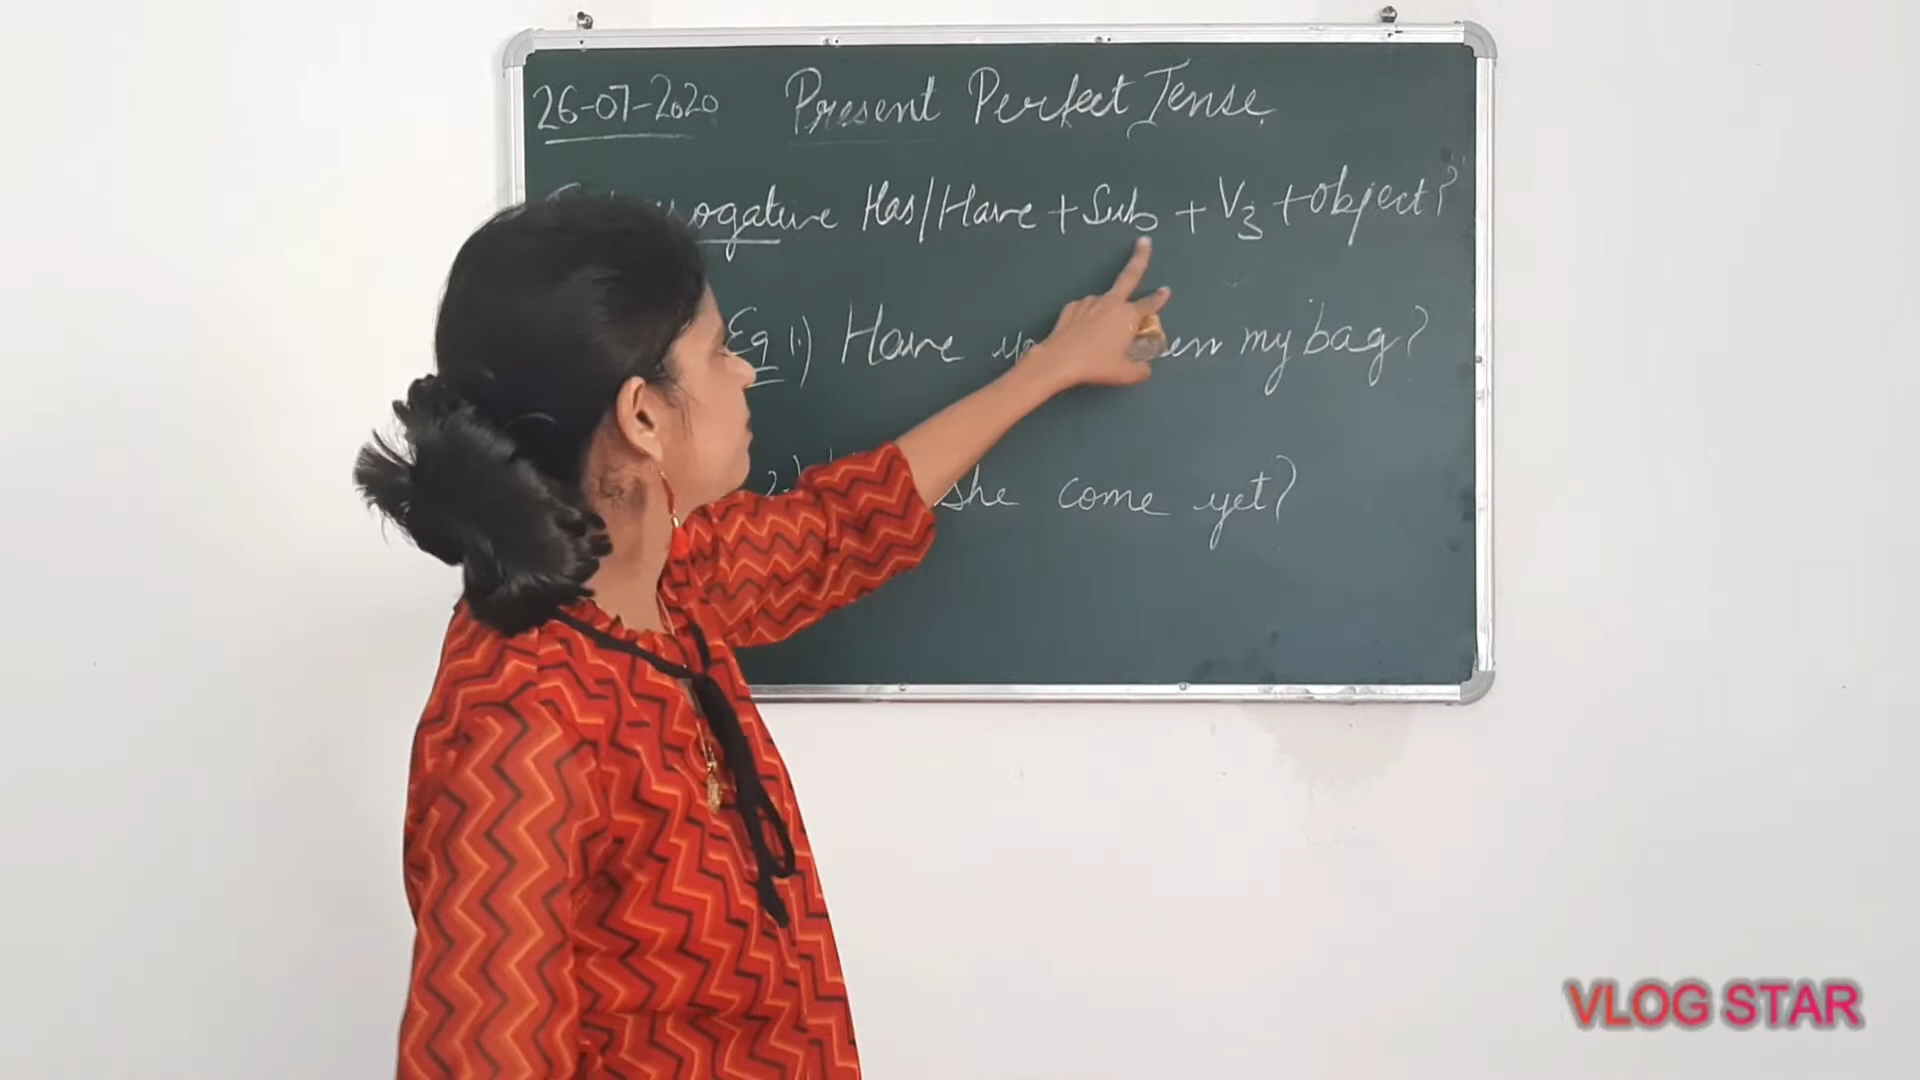 26-07-2020 Present Perfect Tense
Has/Have + Sub + V3 + Object?
Eg 1.) Have my bag?
2.) she come yet?
VLOG STAR